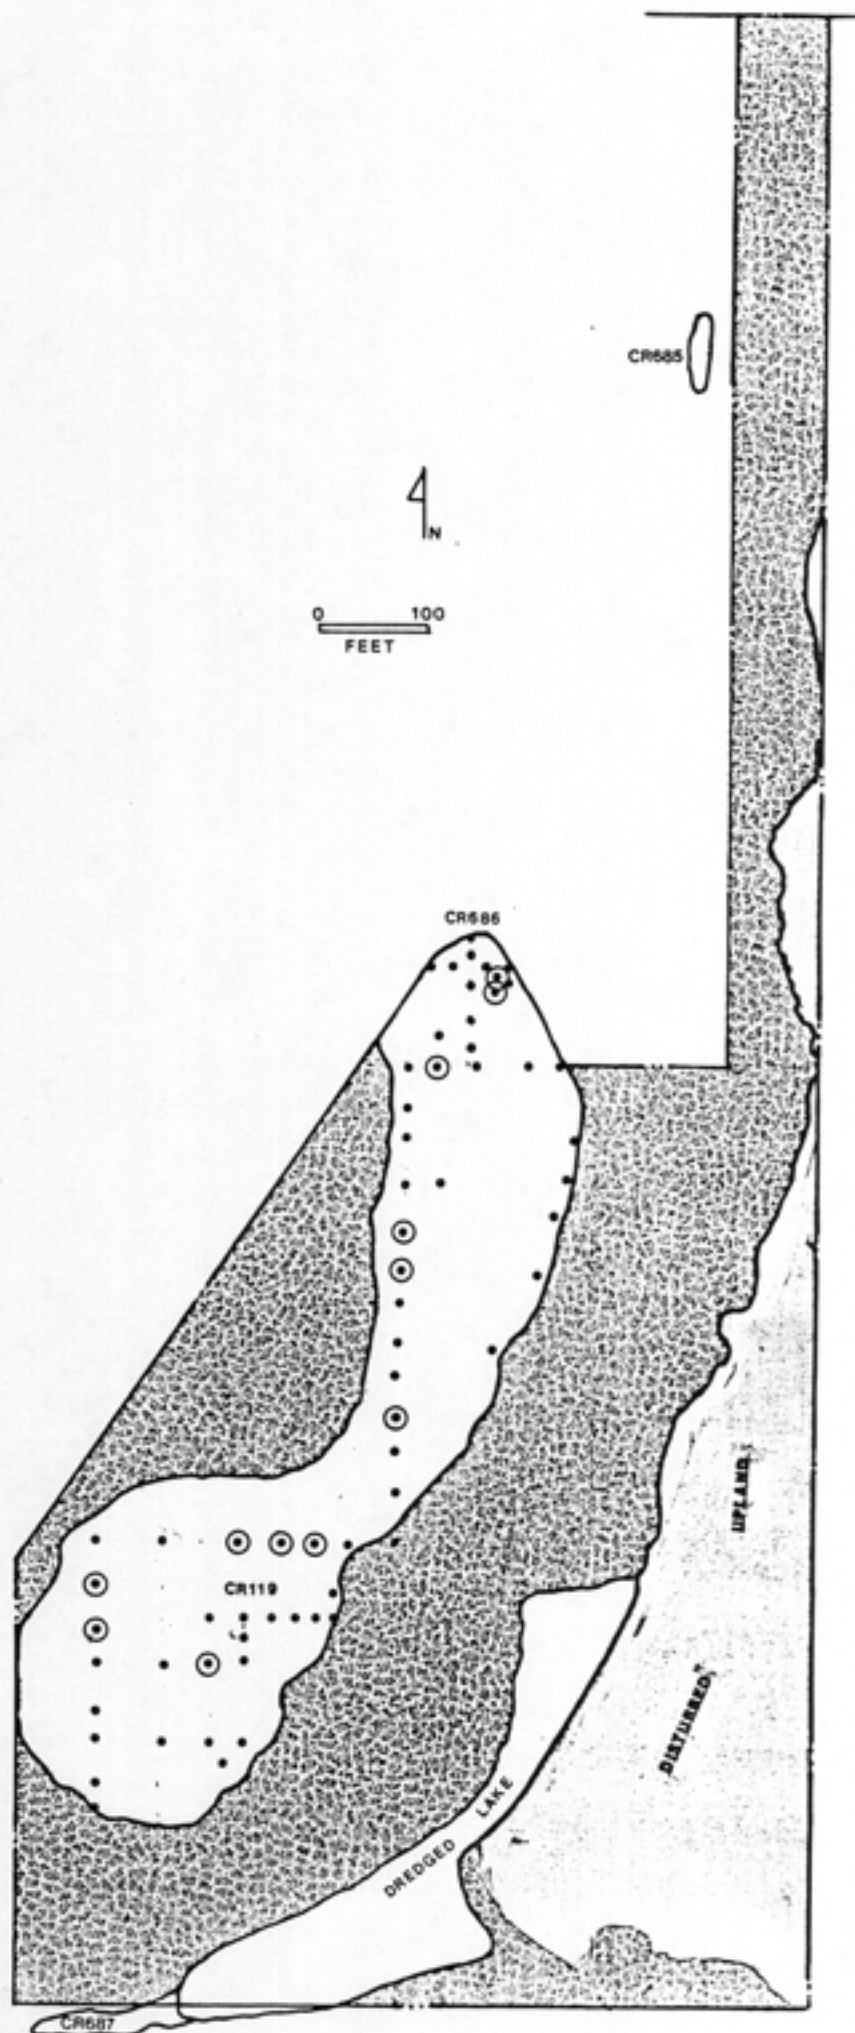 CR685
N
0 100
FEET
CR686
UPLAND
CR119
DISTURBED
LAKE
DREDGED
CR687